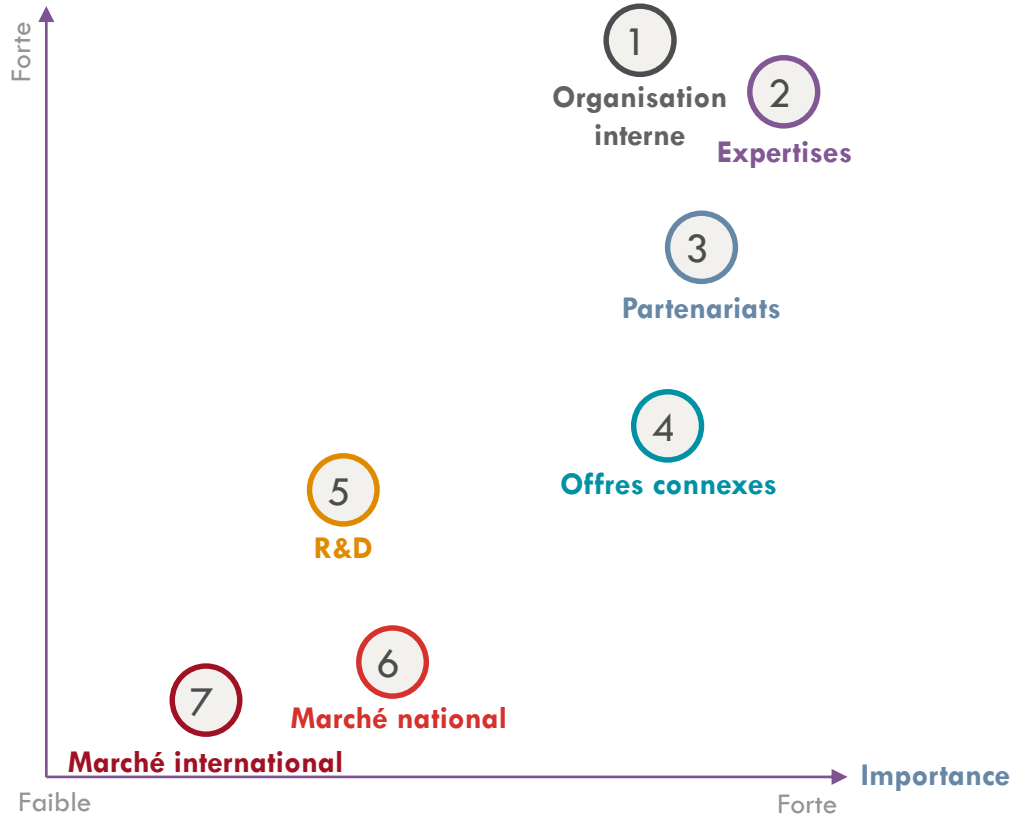 Forte
1
Organisation
interne
2
Expertises
3
Partenariats
4
Offres connexes
5
R&D
6
Marché national
7
Marché international
Importance
Faible
Forte